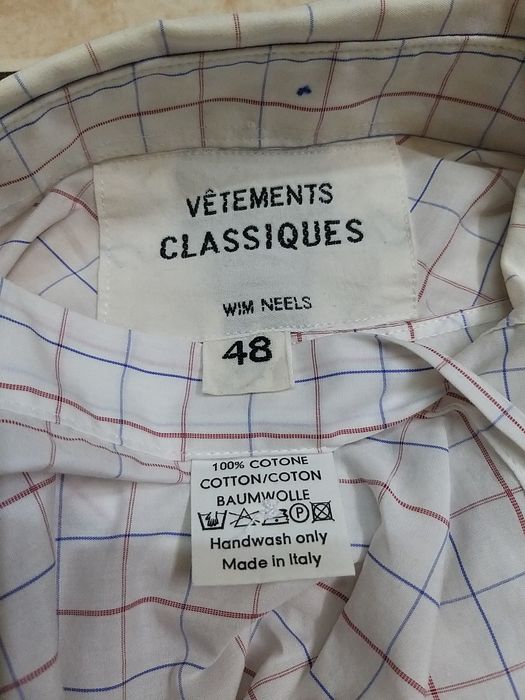 VÊTEMENTS
CLASSIQUES
WIM NEELS
48
100% COTONE
COTTON/COTON
BAUMWOLLE
P
Handwash only
Made in Italy